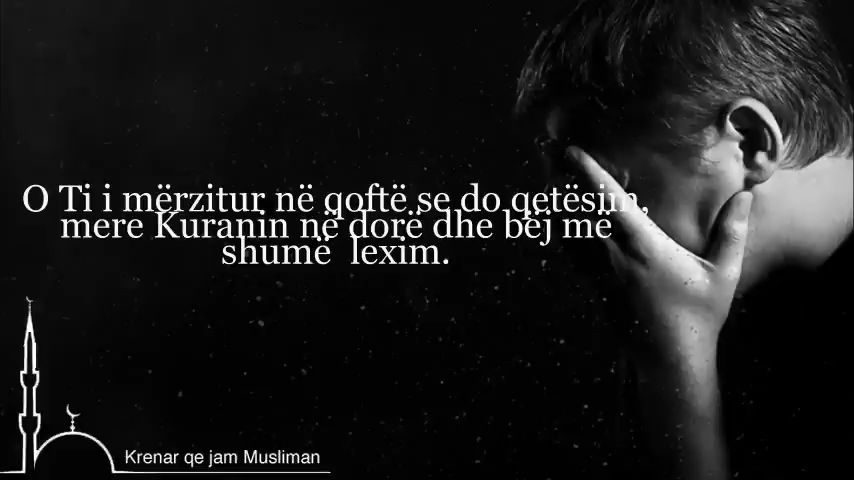 O Ti i mërzitur në qoftë se do qetësim,
mere Kuranin në dorë dhe bëj më
shumë lexim.
Krenar qe jam Musliman